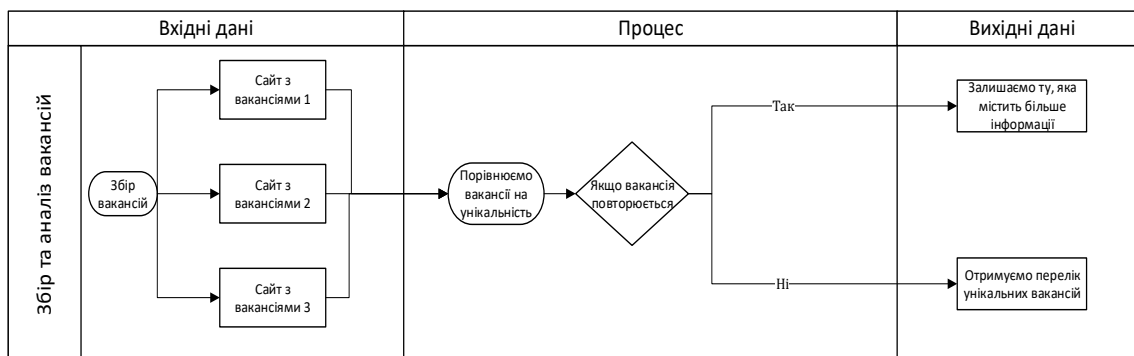 Вхідні дані
Процес
Вихідні дані
Збір та аналіз вакансій
Збір
вакансій
Сайт з
вакансіями 1
Сайт з
вакансіями 2
Сайт з
вакансіями 3
Порівнюємо
вакансії на
унікальність
Якщо вакансія
повторюється
Так
Ні
Залишаємо ту, яка
містить більше
інформації
Отримуємо перелік
унікальних вакансій